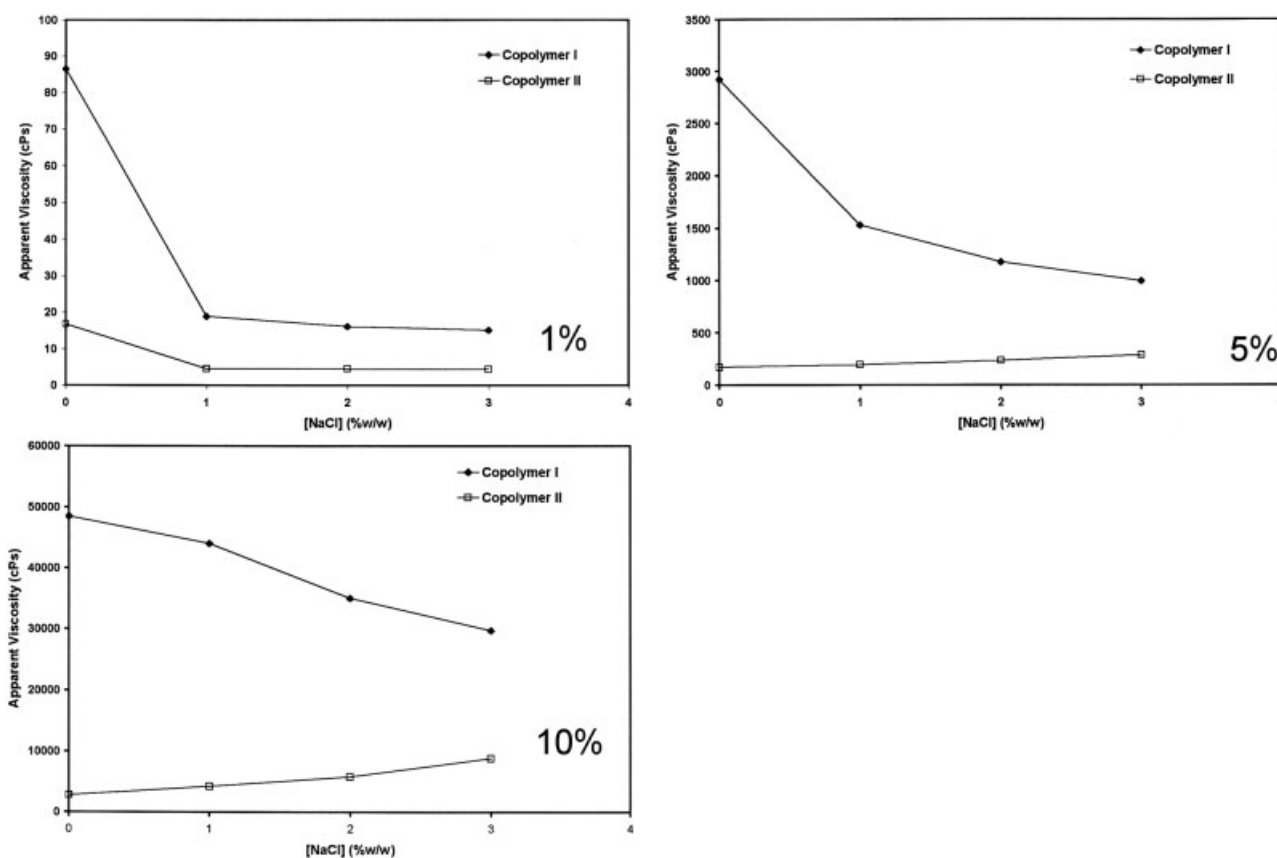 100
90
80
70
60
50
40
30
20
10
0
Apparent Viscosity (cPs)
Copolymer I
Copolymer II
1%
0 1 2 3 4
[NaCl] (%w/w)
3500
3000
2500
2000
1500
1000
500
0
Apparent Viscosity (cPs)
Copolymer I
Copolymer II
5%
0 1 2 3
[NaCl] (%w/w)
60000
50000
40000
30000
20000
10000
0
Apparent Viscosity (cPs)
Copolymer I
Copolymer II
10%
0 1 2 3 4
[NaCl] (%w/w)